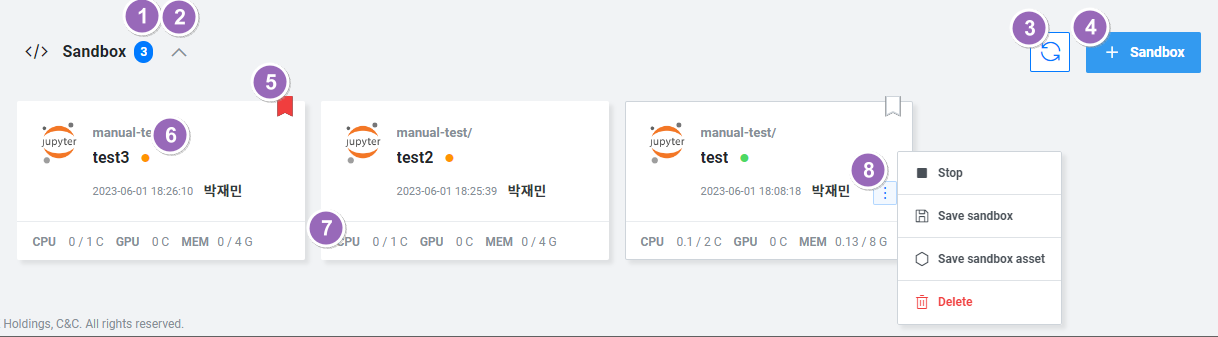 1 2
</> Sandbox 3
3 4
+ Sandbox
5
jupyter
manual-te
6
test3
2023-06-01 18:26:10 박재민
CPU 0 / 1 C GPU 0 C MEM 0 / 4 G
jupyter
manual-test/
test2
2023-06-01 18:25:39 박재민
7
CPU 0 / 1 C GPU 0 C MEM 0 / 4 G
jupyter
manual-test/
test
2023-06-01 18:08:18 박재민
8
CPU 0.1 / 2 C GPU 0 C MEM 0.13 / 8 G
Stop
Save sandbox
Save sandbox asset
Delete
Holdings, C&C. All rights reserved.